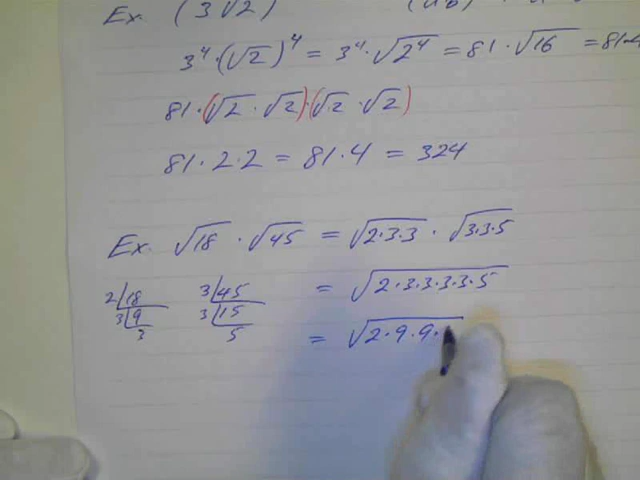 Ex. (3√2)
3⁴·(√2)⁴ = 3⁴·√2⁴ = 81·√16 = 81·4
81·(√2·√2)·(√2·√2)
81·2·2 = 81·4 = 324
Ex. √18·√45 = √2·3·3·√3·3·5
= √2·3·3·3·3·5
= √2·9·9·
2 18 3 45
3 9 3 15
3 5